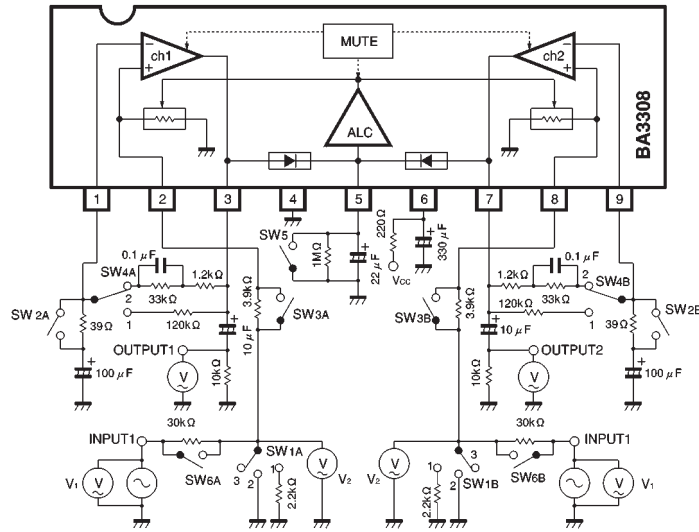 MUTE
ch1
ch2
ALC
BA3308
− + − +
1 2 3 4 5 6 7 8 9
0.1 μF
SW4A
2
33kΩ
1.2kΩ
1
120kΩ
SW 2A
39Ω
100 μF
10 μF
3.9kΩ
SW3A
SW5
1MΩ
22 μF
220Ω
VCC
330 μF
SW3B
3.9kΩ
0.1 μF
1.2kΩ
33kΩ
2
SW4B
120kΩ
1
10 μF
39Ω
SW2B
100 μF
OUTPUT1
V
10kΩ
OUTPUT2
V
10kΩ
30kΩ
30kΩ
INPUT1
SW6A
SW1A
3 2 1
2.2kΩ
V1
V
V
V2
V2
V
INPUT1
SW6B
SW1B
1 2 3
2.2kΩ
V
V1